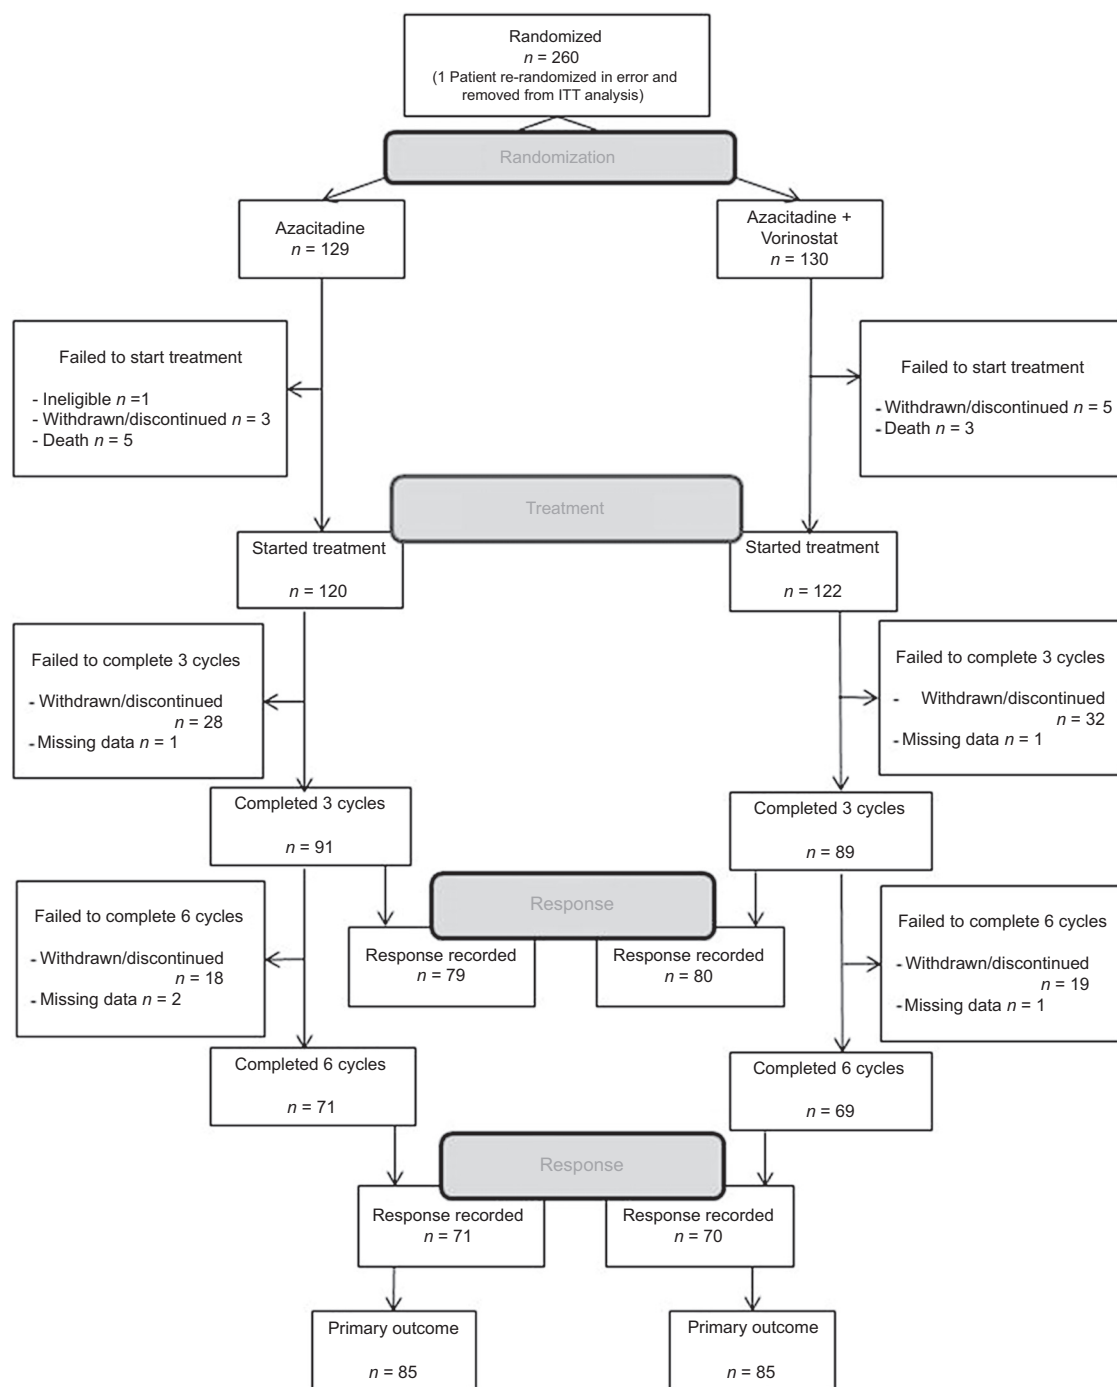 Randomized
n = 260
(1 Patient re-randomized in error and
removed from ITT analysis)
Randomization
Azacitadine
n = 129
Azacitadine +
Vorinostat
n = 130
Failed to start treatment
- Ineligible n =1
- Withdrawn/discontinued n = 3
- Death n = 5
Failed to start treatment
- Withdrawn/discontinued n = 5
- Death n = 3
Treatment
Started treatment
n = 120
Started treatment
n = 122
Failed to complete 3 cycles
- Withdrawn/discontinued
n = 28
- Missing data n = 1
Failed to complete 3 cycles
- Withdrawn/discontinued
n = 32
- Missing data n = 1
Completed 3 cycles
n = 91
Completed 3 cycles
n = 89
Response
Response recorded
n = 79
Response recorded
n = 80
Failed to complete 6 cycles
- Withdrawn/discontinued
n = 18
- Missing data n = 2
Failed to complete 6 cycles
- Withdrawn/discontinued
n = 19
- Missing data n = 1
Completed 6 cycles
n = 71
Completed 6 cycles
n = 69
Response
Response recorded
n = 71
Response recorded
n = 70
Primary outcome
n = 85
Primary outcome
n = 85